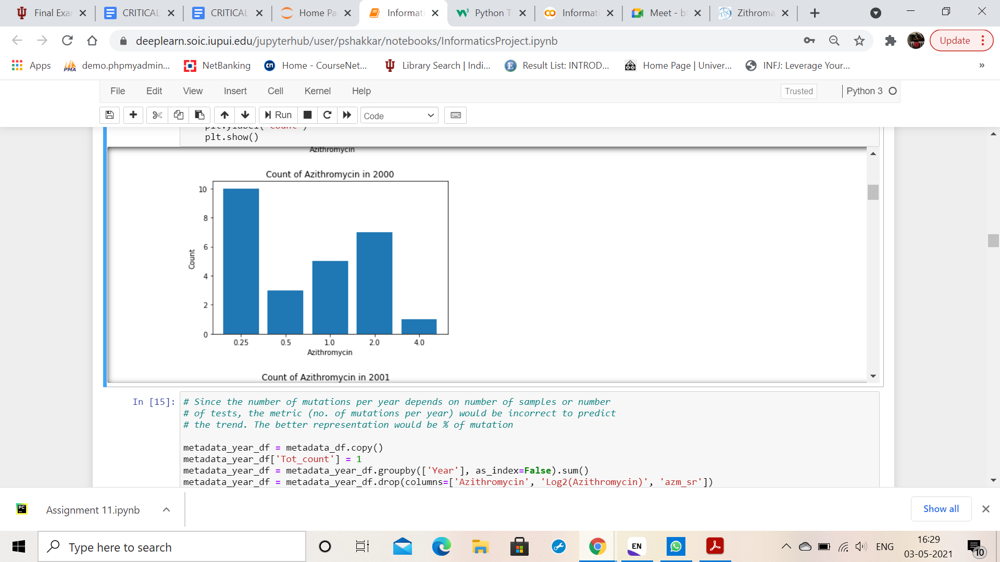 Final Exar
CRITICAL
CRITICAL
Home Pa
Informati
Python T
Informati
Meet - b
Zithroma
deeplearn.soic.iupui.edu/jupyterhub/user/pshakkar/notebooks/InformaticsProject.ipynb
Update
Apps
demo.phpmyadmin...
NetBanking
Home - CourseNet...
Library Search | Indi...
Result List: INTROD...
Home Page | Univer...
INFJ: Leverage Your...
»
File Edit View Insert Cell Kernel Help
Trusted
Python 3
Run
Code
plt.ylabel("Count")
plt.show()
Azithromycin
Count of Azithromycin in 2000
10
8
6
4
2
0
Count
0.25 0.5 1.0 2.0 4.0
Azithromycin
Count of Azithromycin in 2001
In [15]:
# Since the number of mutations per year depends on number of samples or number
# of tests, the metric (no. of mutations per year) would be incorrect to predict
# the trend. The better representation would be % of mutation
metadata_year_df = metadata_df.copy()
metadata_year_df['Tot_count'] = 1
metadata_year_df = metadata_year_df.groupby(['Year'], as_index=False).sum()
metadata_year_df = metadata_year_df.drop(columns=['Azithromycin', 'Log2(Azithromycin)', 'azm_sr'])
Assignment 11.ipynb
Show all
Type here to search
EN
ENG
16:29
03-05-2021
10